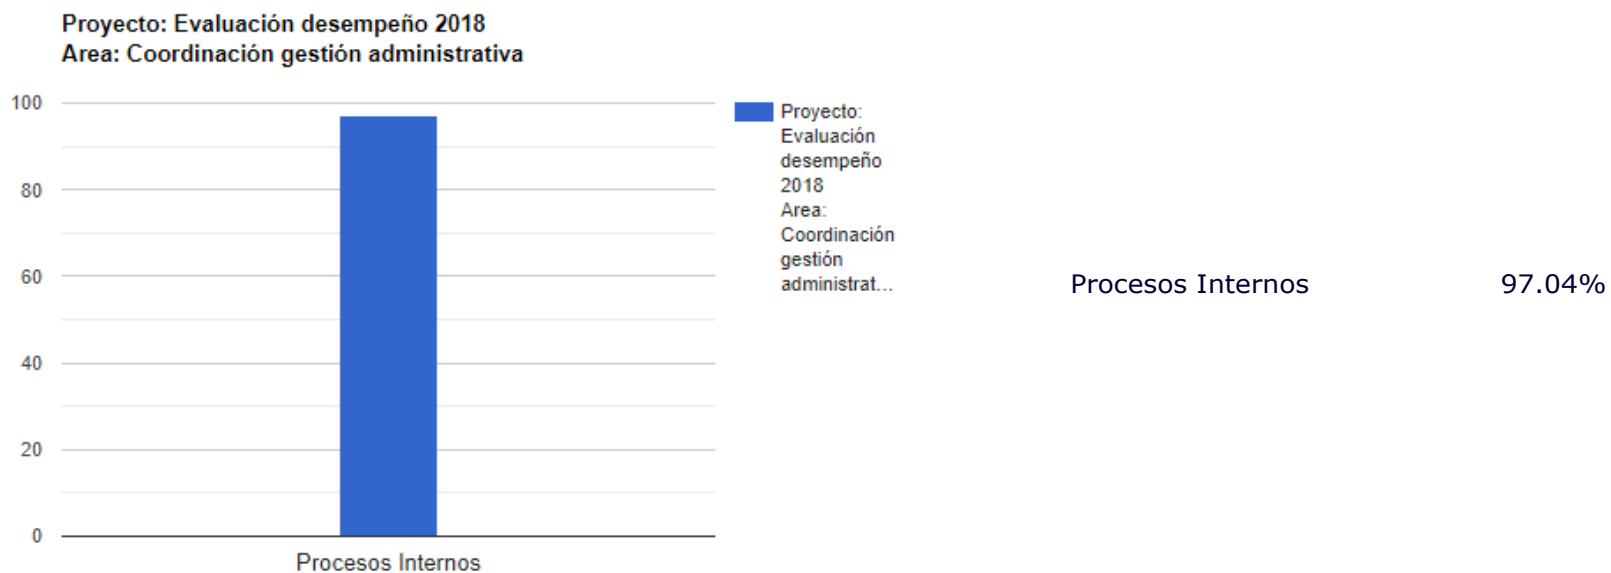 Proyecto: Evaluación desempeño 2018
Area: Coordinación gestión administrativa
100
80
60
40
20
0
Procesos Internos
Proyecto:
Evaluación
desempeño
2018
Area:
Coordinación
gestión
administrat...
Procesos Internos 97.04%